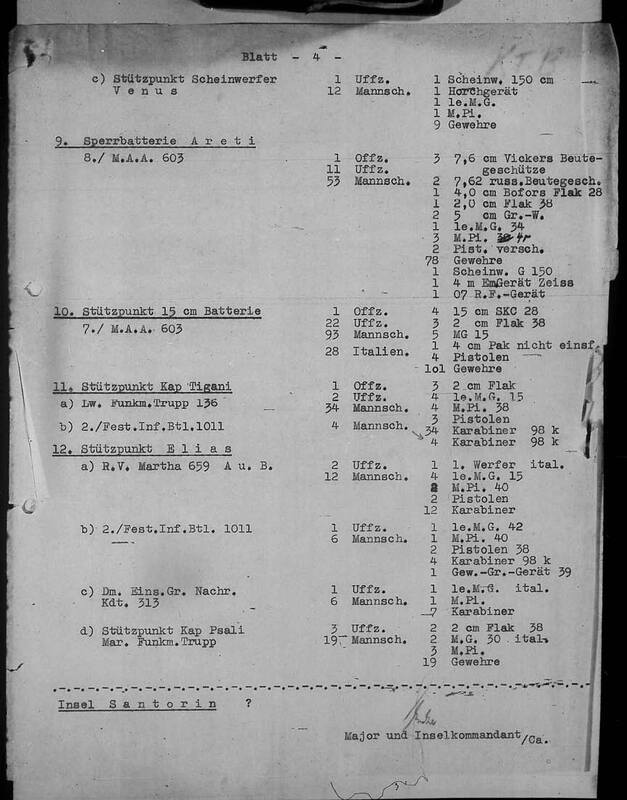 Blatt - 4 -
c) Stützpunkt Scheinwerfer 1 Uffz. 1 Scheinw. 150 cm
V e n u s 12 Mannsch. 1 Horchgerät
1 le.M.G.
1 M.Pi.
9 Gewehre
9. Sperrbatterie A r e t i
8./ M.A.A. 603 1 Offz. 3 7,6 cm Vickers Beute-
11 Uffz. geschütze
53 Mannsch. 2 7,62 russ.Beutegesch.
1 4,0 cm Bofors Flak 28
1 2,0 cm Flak 38
2 5 cm Gr.-W.
1 le.M.G. 34
3 M.Pi.
2 Pist. versch.
78 Gewehre
1 Scheinw. G 150
1 4 m EmGerät Zeiss
1 07 R.F.-Gerät
10. Stützpunkt 15 cm Batterie 1 Offz. 4 15 cm SKC 28
7./ M.A.A. 603 22 Uffz. 3 2 cm Flak 38
93 Mannsch. 5 MG 15
28 Italien. 1 4 cm Pak nicht einsf.
4 Pistolen
101 Gewehre
11. Stützpunkt Kap Tigani 1 Offz. 3 2 cm Flak
a) Lw. Funkm.Trupp 136 2 Uffz. 4 le.M.G. 15
34 Mannsch. 4 M.Pi. 38
3 Pistolen
b) 2./Fest.Inf.Btl.1011 4 Mannsch. 34 Karabiner 98 k
4 Karabiner 98 k
12. Stützpunkt E l i a s
a) R.V. Martha 659 A u. B. 2 Uffz. 1 l. Werfer ital.
12 Mannsch. 4 le.M.G. 15
2 M.Pi. 40
2 Pistolen
12 Karabiner
b) 2./Fest.Inf.Btl. 1011 1 Uffz. 1 le.M.G. 42
6 Mannsch. 1 M.Pi. 40
2 Pistolen 38
4 Karabiner 98 k
1 Gew.-Gr.-Gerät 39
c) Dm. Eins.Gr. Nachr. 1 Uffz. 1 le.M.G. ital.
Kdt. 313 6 Mannsch. 1 M.Pi.
7 Karabiner
d) Stützpunkt Kap Psali 3 Uffz. 2 2 cm Flak 38
Mar. Funkm.Trupp 19 Mannsch. 2 M.G. 30 ital.
3 M.Pi.
19 Gewehre
Insel S a n t o r i n ?
Major und Inselkommandant/Ca.